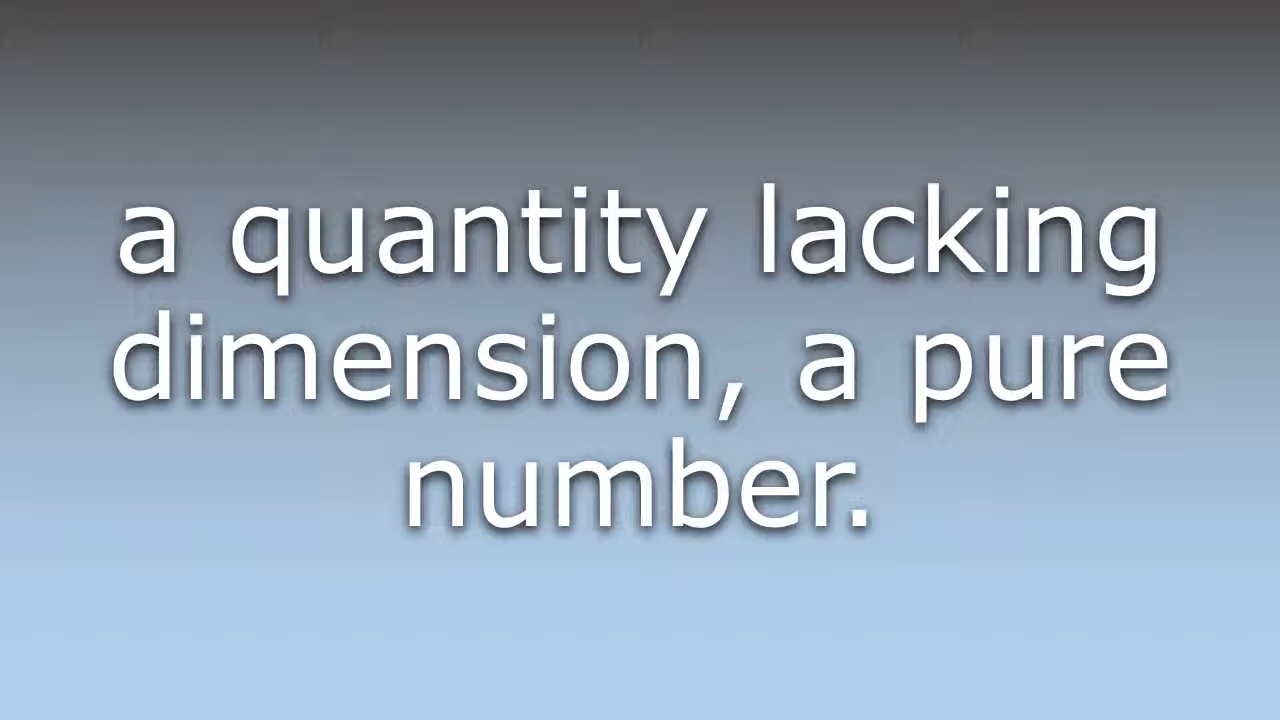 a quantity lacking
dimension, a pure
number.